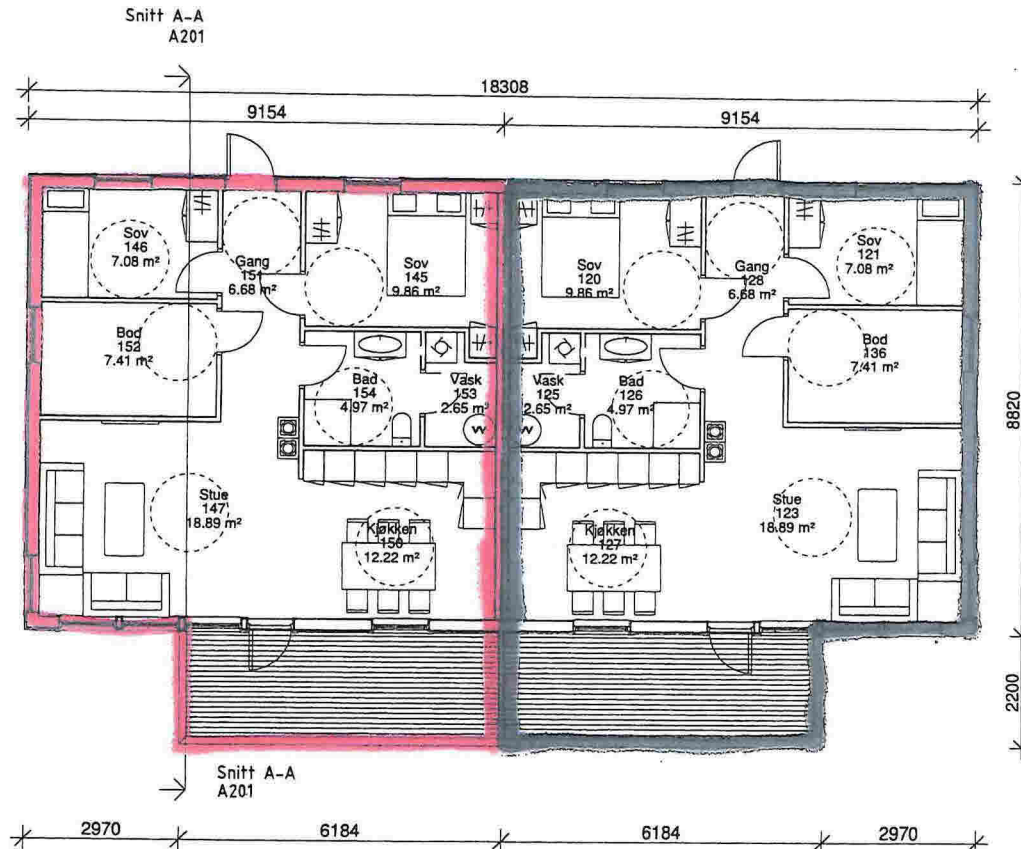 Snitt A-A
A201
18308
9154
9154
Sov
146
7.08 m²
Gang
151
6.68 m²
Sov
145
9.86 m²
Sov
120
9.86 m²
Gang
128
6.68 m²
Sov
121
7.08 m²
Bod
152
7.41 m²
Bad
154
4.97 m²
Vask
153
2.65 m²
Vask
125
2.65 m²
Bad
126
4.97 m²
Bod
136
7.41 m²
8820
Stue
147
18.89 m²
Kjøkken
150
12.22 m²
Kjøkken
127
12.22 m²
Stue
123
18.89 m²
2200
Snitt A-A
A201
2970
6184
6184
2970